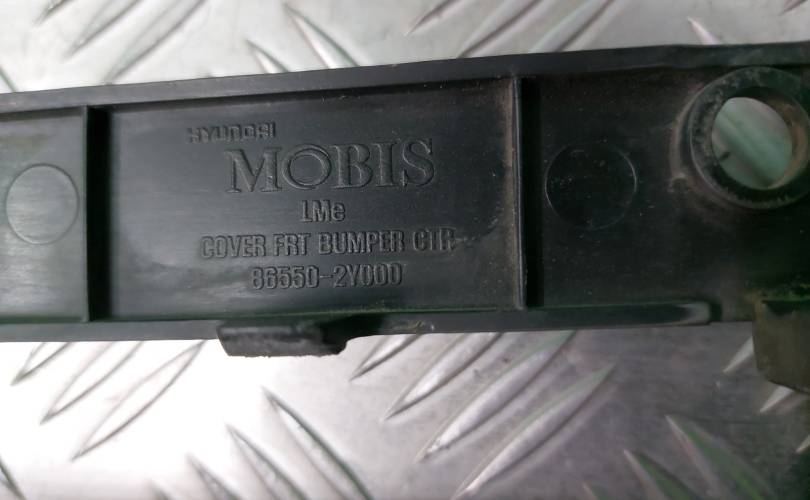 HYUNDAI
MOBIS
LMe
COVER FRT BUMPER CTR
86550-2Y000